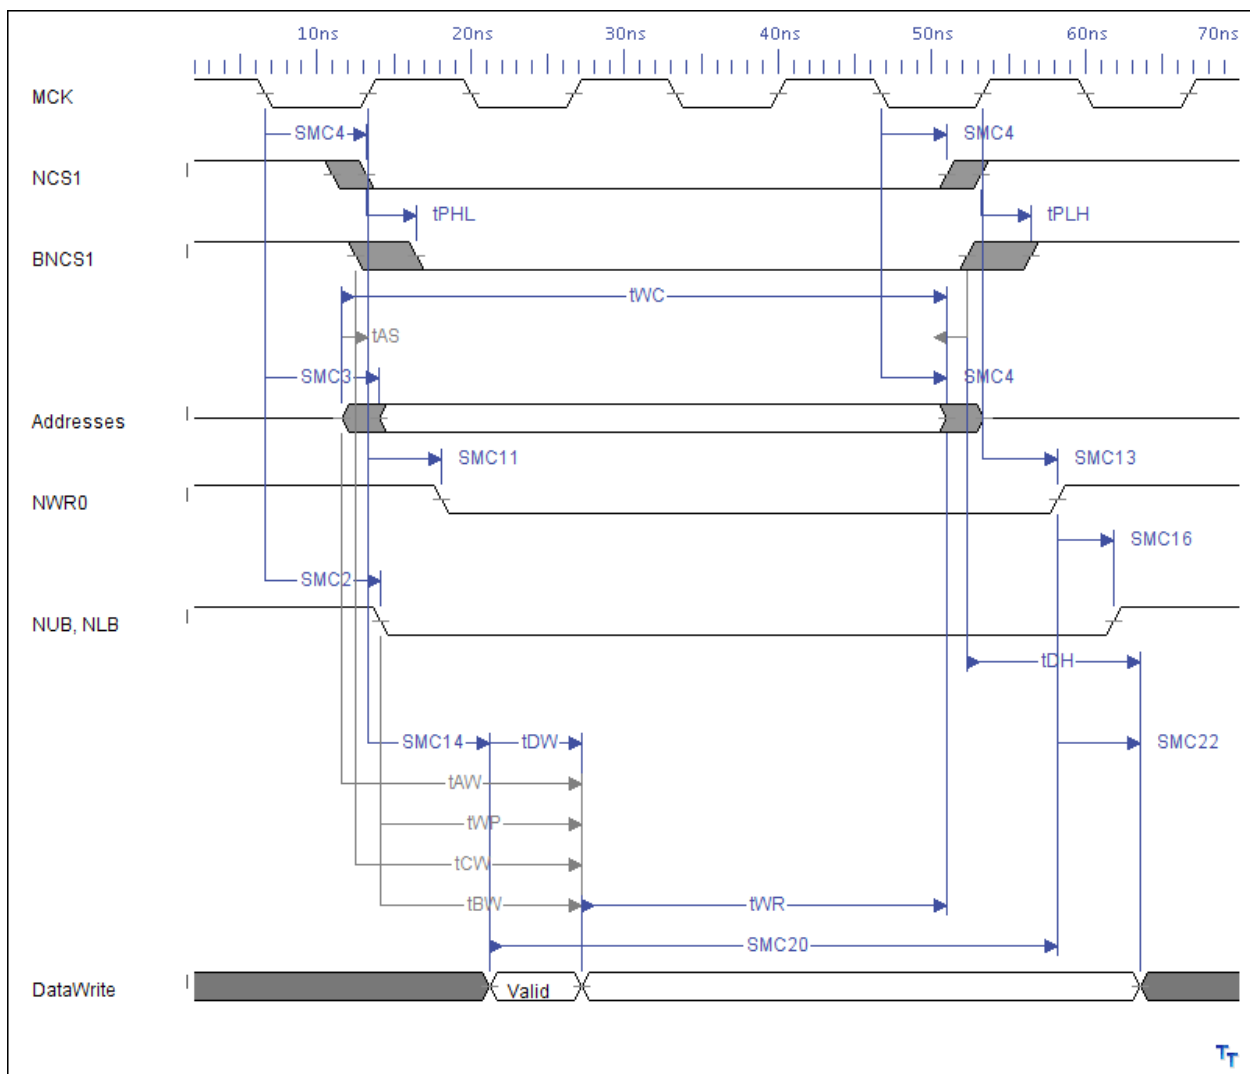 10ns 20ns 30ns 40ns 50ns 60ns 70ns
MCK
SMC4 SMC4
NCS1
tPHL tPLH
BNCS1
tWC
tAS
SMC3 SMC4
Addresses
SMC11 SMC13
NWR0
SMC16
SMC2
NUB, NLB
tDH
SMC14 tDW SMC22
tAW
tWP
tCW
tBW tWR
SMC20
DataWrite Valid
TT